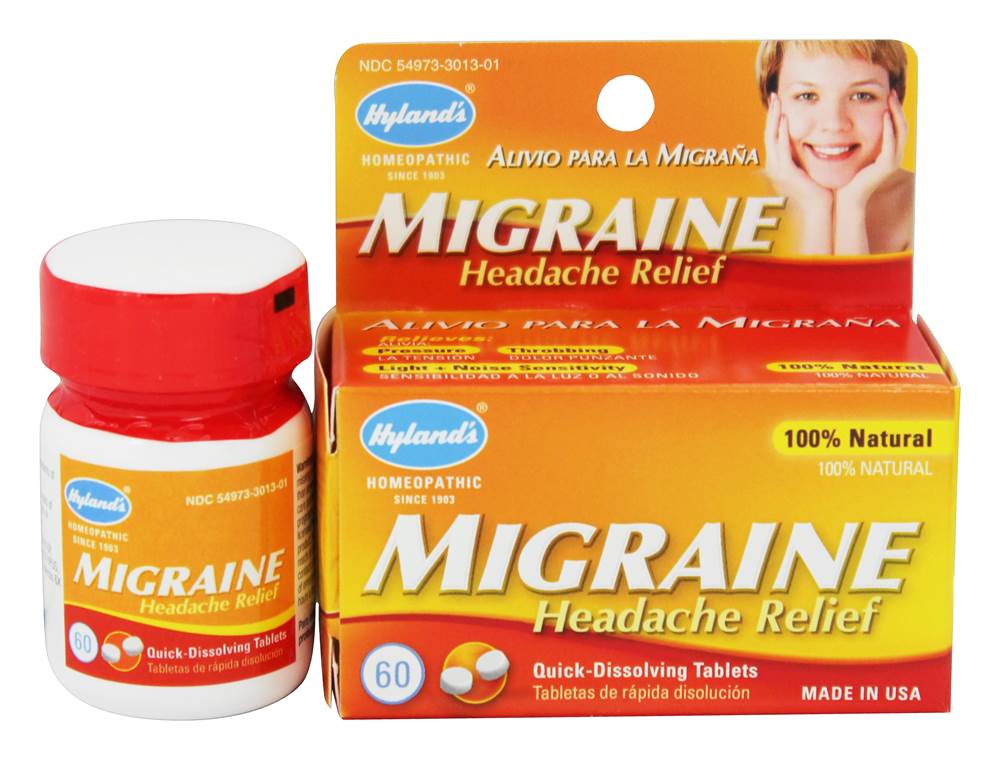 NDC 54973-3013-01
Hyland's®
HOMEOPATHIC
SINCE 1903
ALIVIO PARA LA MIGRAÑA
MIGRAINE
Headache Relief
ALIVIO PARA LA MIGRAÑA
Relieves:
ALIVIA:
Pressure Throbbing
LA TENSIÓN DOLOR PUNZANTE
Light + Noise Sensitivity
SENSIBILIDAD A LA LUZ O AL SONIDO
100% Natural
100% NATURAL
Hyland's®
HOMEOPATHIC
SINCE 1903
100% Natural
100% NATURAL
MIGRAINE
Headache Relief
60
Quick-Dissolving Tablets
Tabletas de rápida disolución
MADE IN USA
Hyland's®
HOMEOPATHIC
SINCE 1903
NDC 54973-3013-01
MIGRAINE
Headache Relief
60
Quick-Dissolving Tablets
Tabletas de rápida disolución